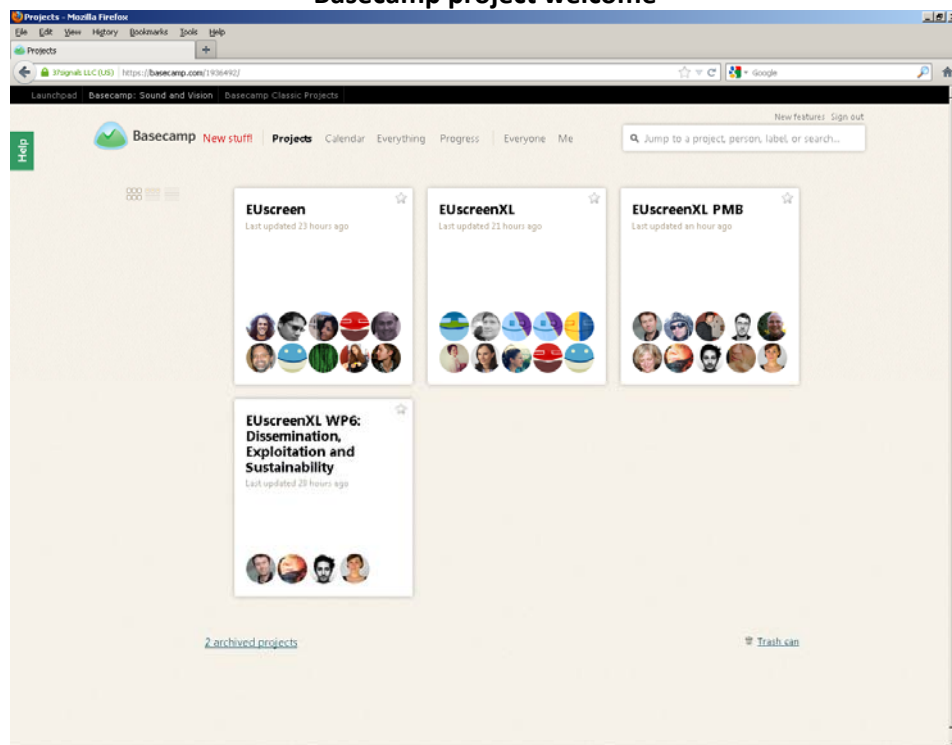 Basecamp project welcome
Projects - Mozilla Firefox
File Edit View History Bookmarks Tools Help
Projects +
37signals LLC (US) https://basecamp.com/1936492/
Google
Launchpad Basecamp: Sound and Vision Basecamp Classic Projects
New features Sign out
Help
Basecamp New stuff! Projects Calendar Everything Progress Everyone Me
Jump to a project, person, label, or search...
EUscreen
Last updated 23 hours ago
EUscreenXL
Last updated 21 hours ago
EUscreenXL PMB
Last updated an hour ago
EUscreenXL WP6:
Dissemination,
Exploitation and
Sustainability
Last updated 20 hours ago
2 archived projects
Trash can